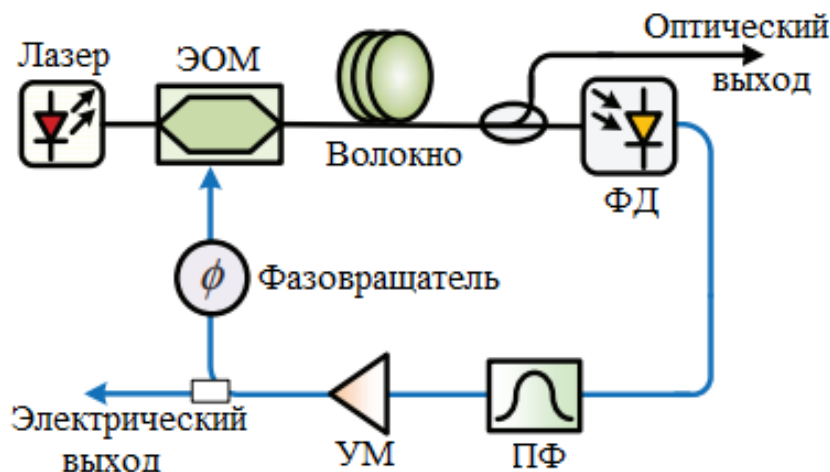 Лазер
ЭОМ
Оптический
выход
Волокно
ФД
ϕ
Фазовращатель
Электрический
выход
УМ
ПФ